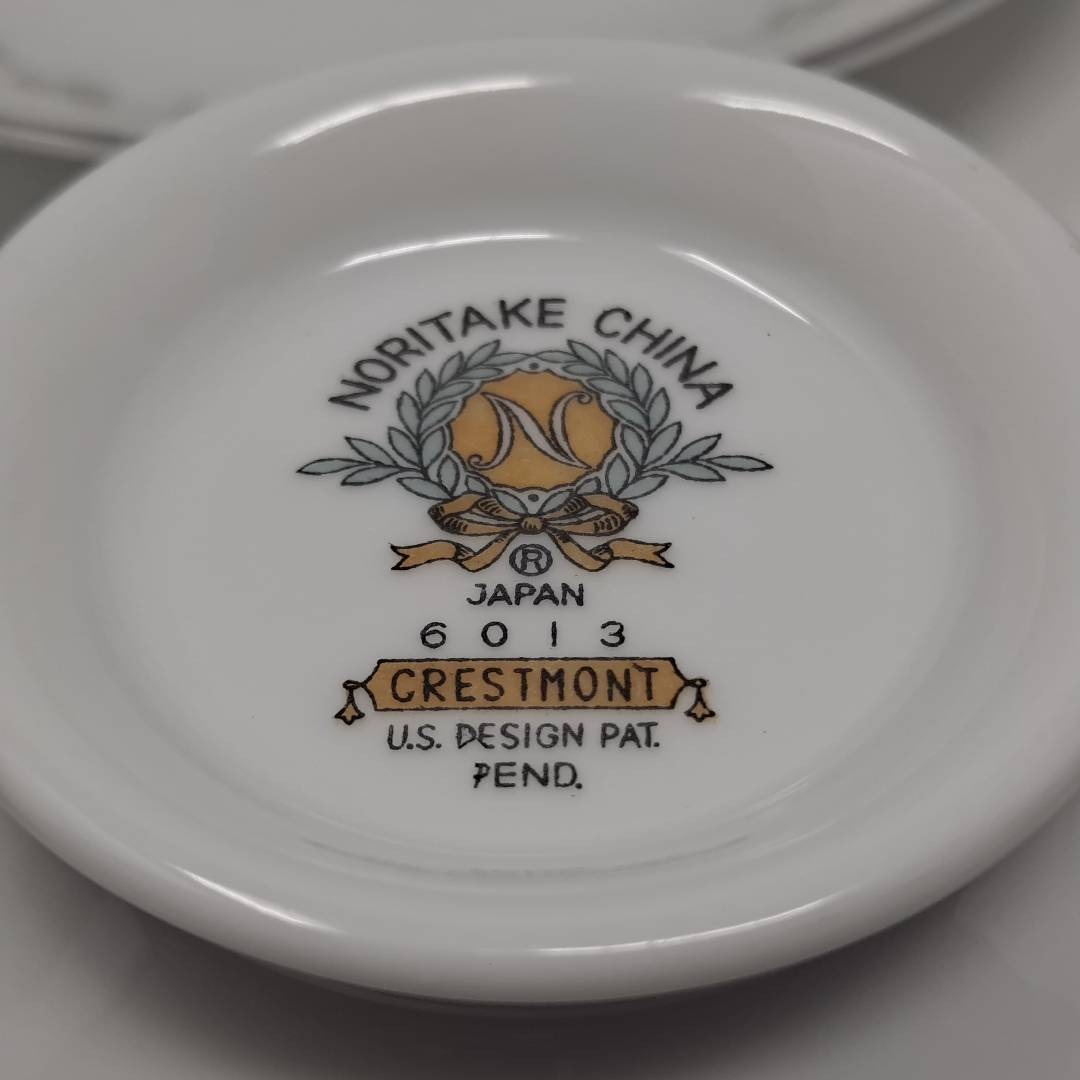 NORITAKE CHINA
N
®
JAPAN
6013
CRESTMONT
U.S. DESIGN PAT.
PEND.